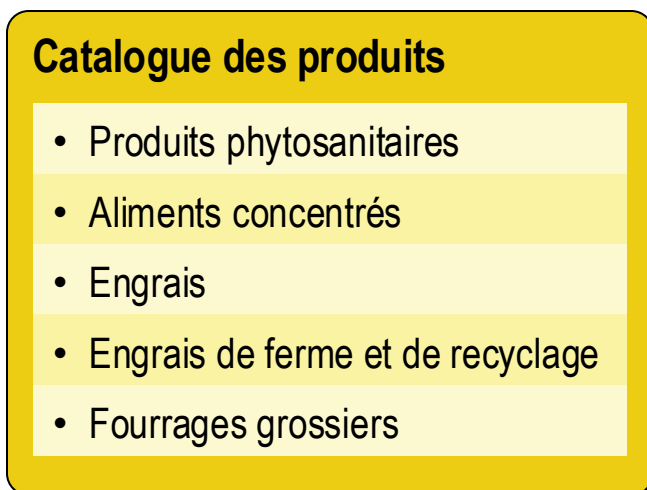 Catalogue des produits
• Produits phytosanitaires
• Aliments concentrés
• Engrais
• Engrais de ferme et de recyclage
• Fourrages grossiers